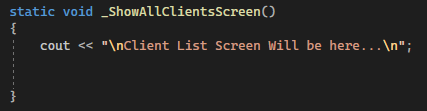 static void _ShowAllClientsScreen()
{
cout << "\nClient List Screen Will be here...\n";
}